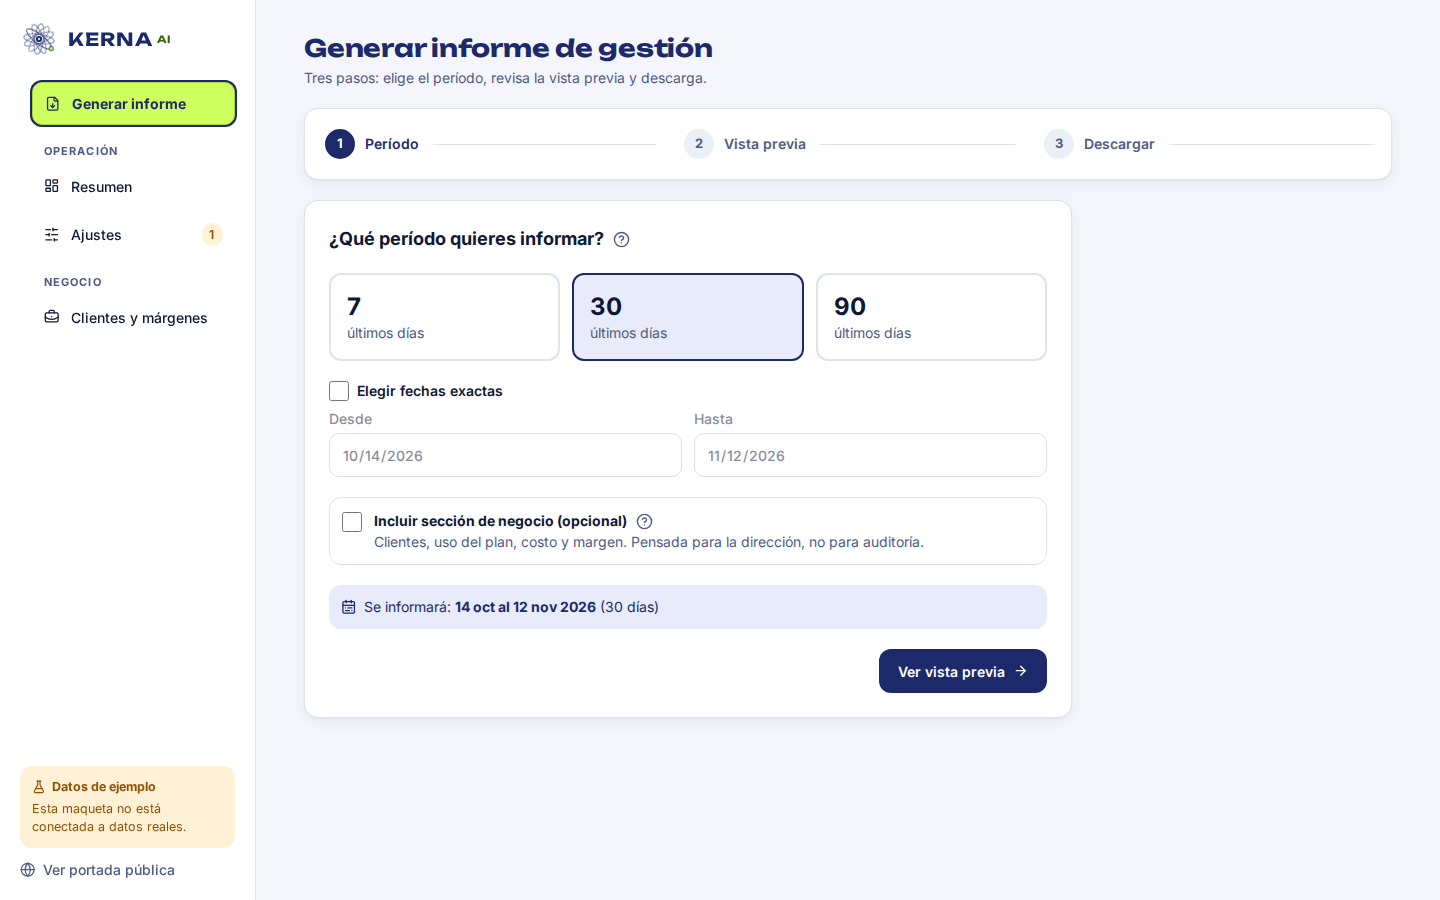 KERNA AI
Generar informe
OPERACIÓN
Resumen
Ajustes 1
NEGOCIO
Clientes y márgenes
Datos de ejemplo
Esta maqueta no está
conectada a datos reales.
Ver portada pública
Generar informe de gestión
Tres pasos: elige el período, revisa la vista previa y descarga.
1 Período 2 Vista previa 3 Descargar
¿Qué período quieres informar? ?
7 30 90
últimos días últimos días últimos días
Elegir fechas exactas
Desde Hasta
10/14/2026 11/12/2026
Incluir sección de negocio (opcional) ?
Clientes, uso del plan, costo y margen. Pensada para la dirección, no para auditoría.
Se informará: 14 oct al 12 nov 2026 (30 días)
Ver vista previa